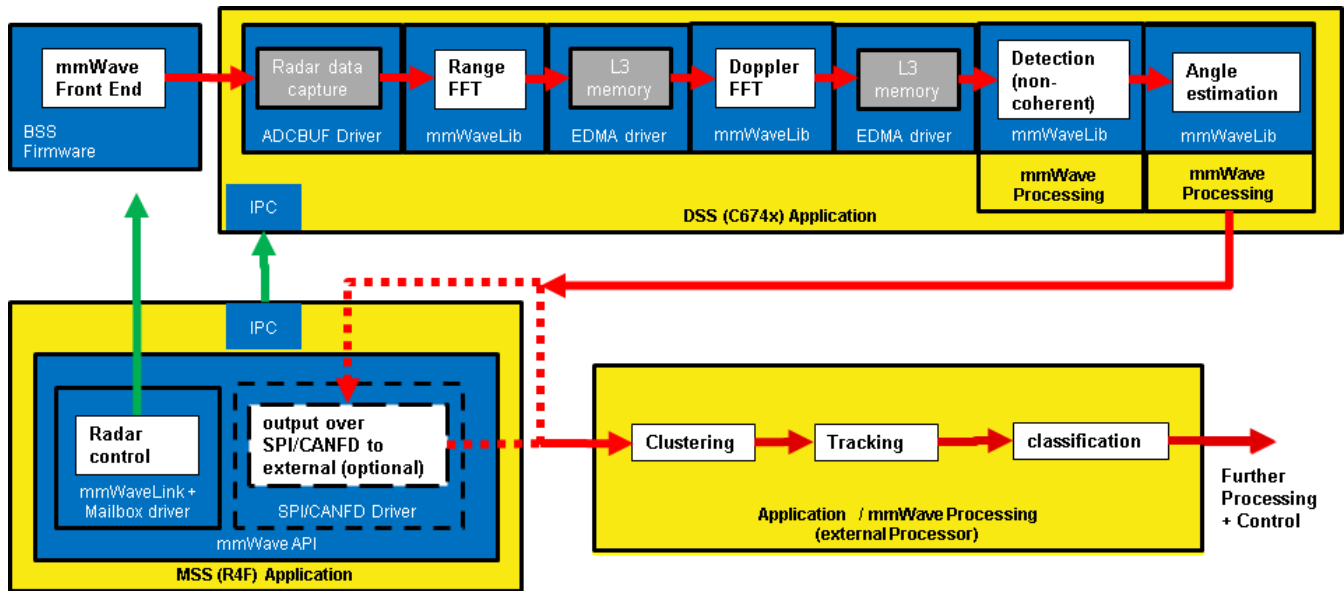 mmWave
Front End
BSS
Firmware
Radar data
capture
ADCBUF Driver
Range
FFT
mmWaveLib
L3
memory
EDMA driver
Doppler
FFT
mmWaveLib
L3
memory
EDMA driver
Detection
(non-
coherent)
mmWaveLib
mmWave
Processing
Angle
estimation
mmWaveLib
mmWave
Processing
IPC
DSS (C674x) Application
IPC
Radar
control
mmWaveLink +
Mailbox driver
output over
SPI/CANFD to
external (optional)
SPI/CANFD Driver
mmWave API
MSS (R4F) Application
Clustering
Tracking
classification
Application / mmWave Processing
(external Processor)
Further
Processing
+ Control